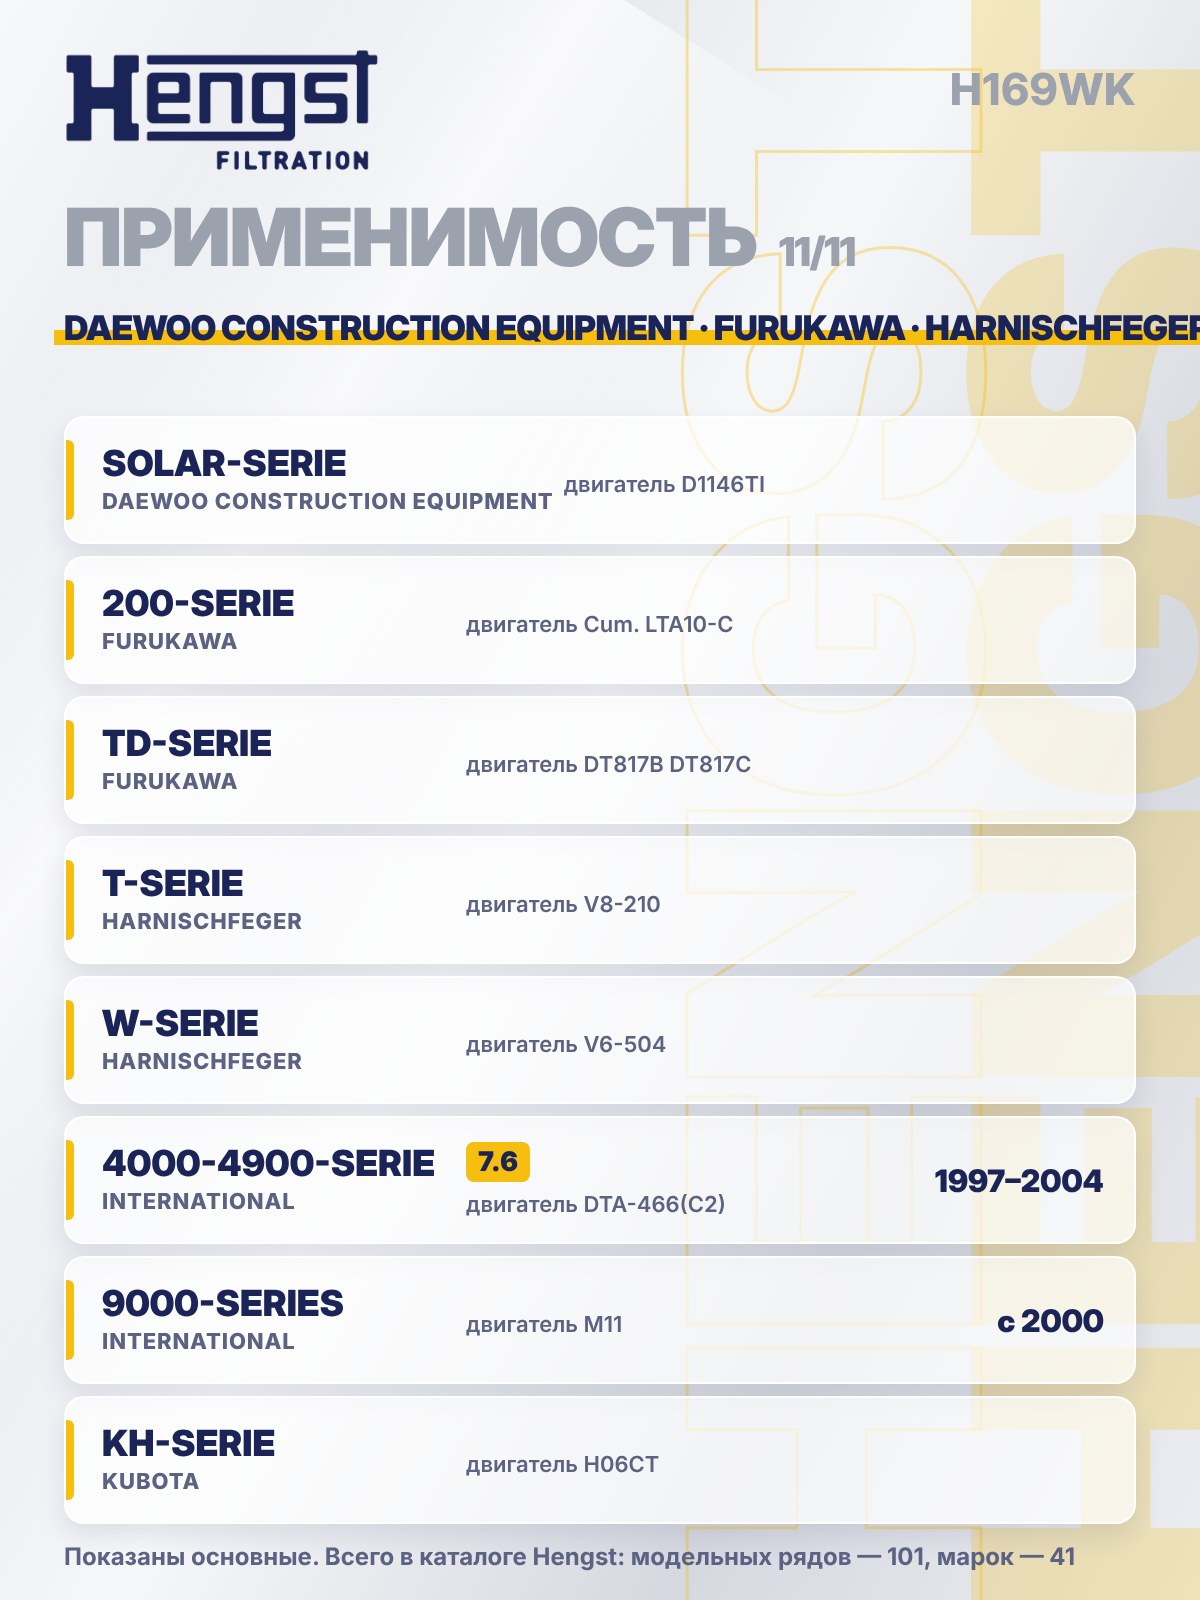 Hengst
FILTRATION
H169WK
ПРИМЕНИМОСТЬ 11/11
DAEWOO CONSTRUCTION EQUIPMENT · FURUKAWA · HARNISCHFEGER
SOLAR-SERIE
DAEWOO CONSTRUCTION EQUIPMENT
двигатель D1146TI
200-SERIE
FURUKAWA
двигатель Cum. LTA10-C
TD-SERIE
FURUKAWA
двигатель DT817B DT817C
T-SERIE
HARNISCHFEGER
двигатель V8-210
W-SERIE
HARNISCHFEGER
двигатель V6-504
4000-4900-SERIE
INTERNATIONAL
7.6
двигатель DTA-466(C2)
1997–2004
9000-SERIES
INTERNATIONAL
двигатель M11
с 2000
KH-SERIE
KUBOTA
двигатель H06CT
Показаны основные. Всего в каталоге Hengst: модельных рядов — 101, марок — 41
HENGST
HENGST